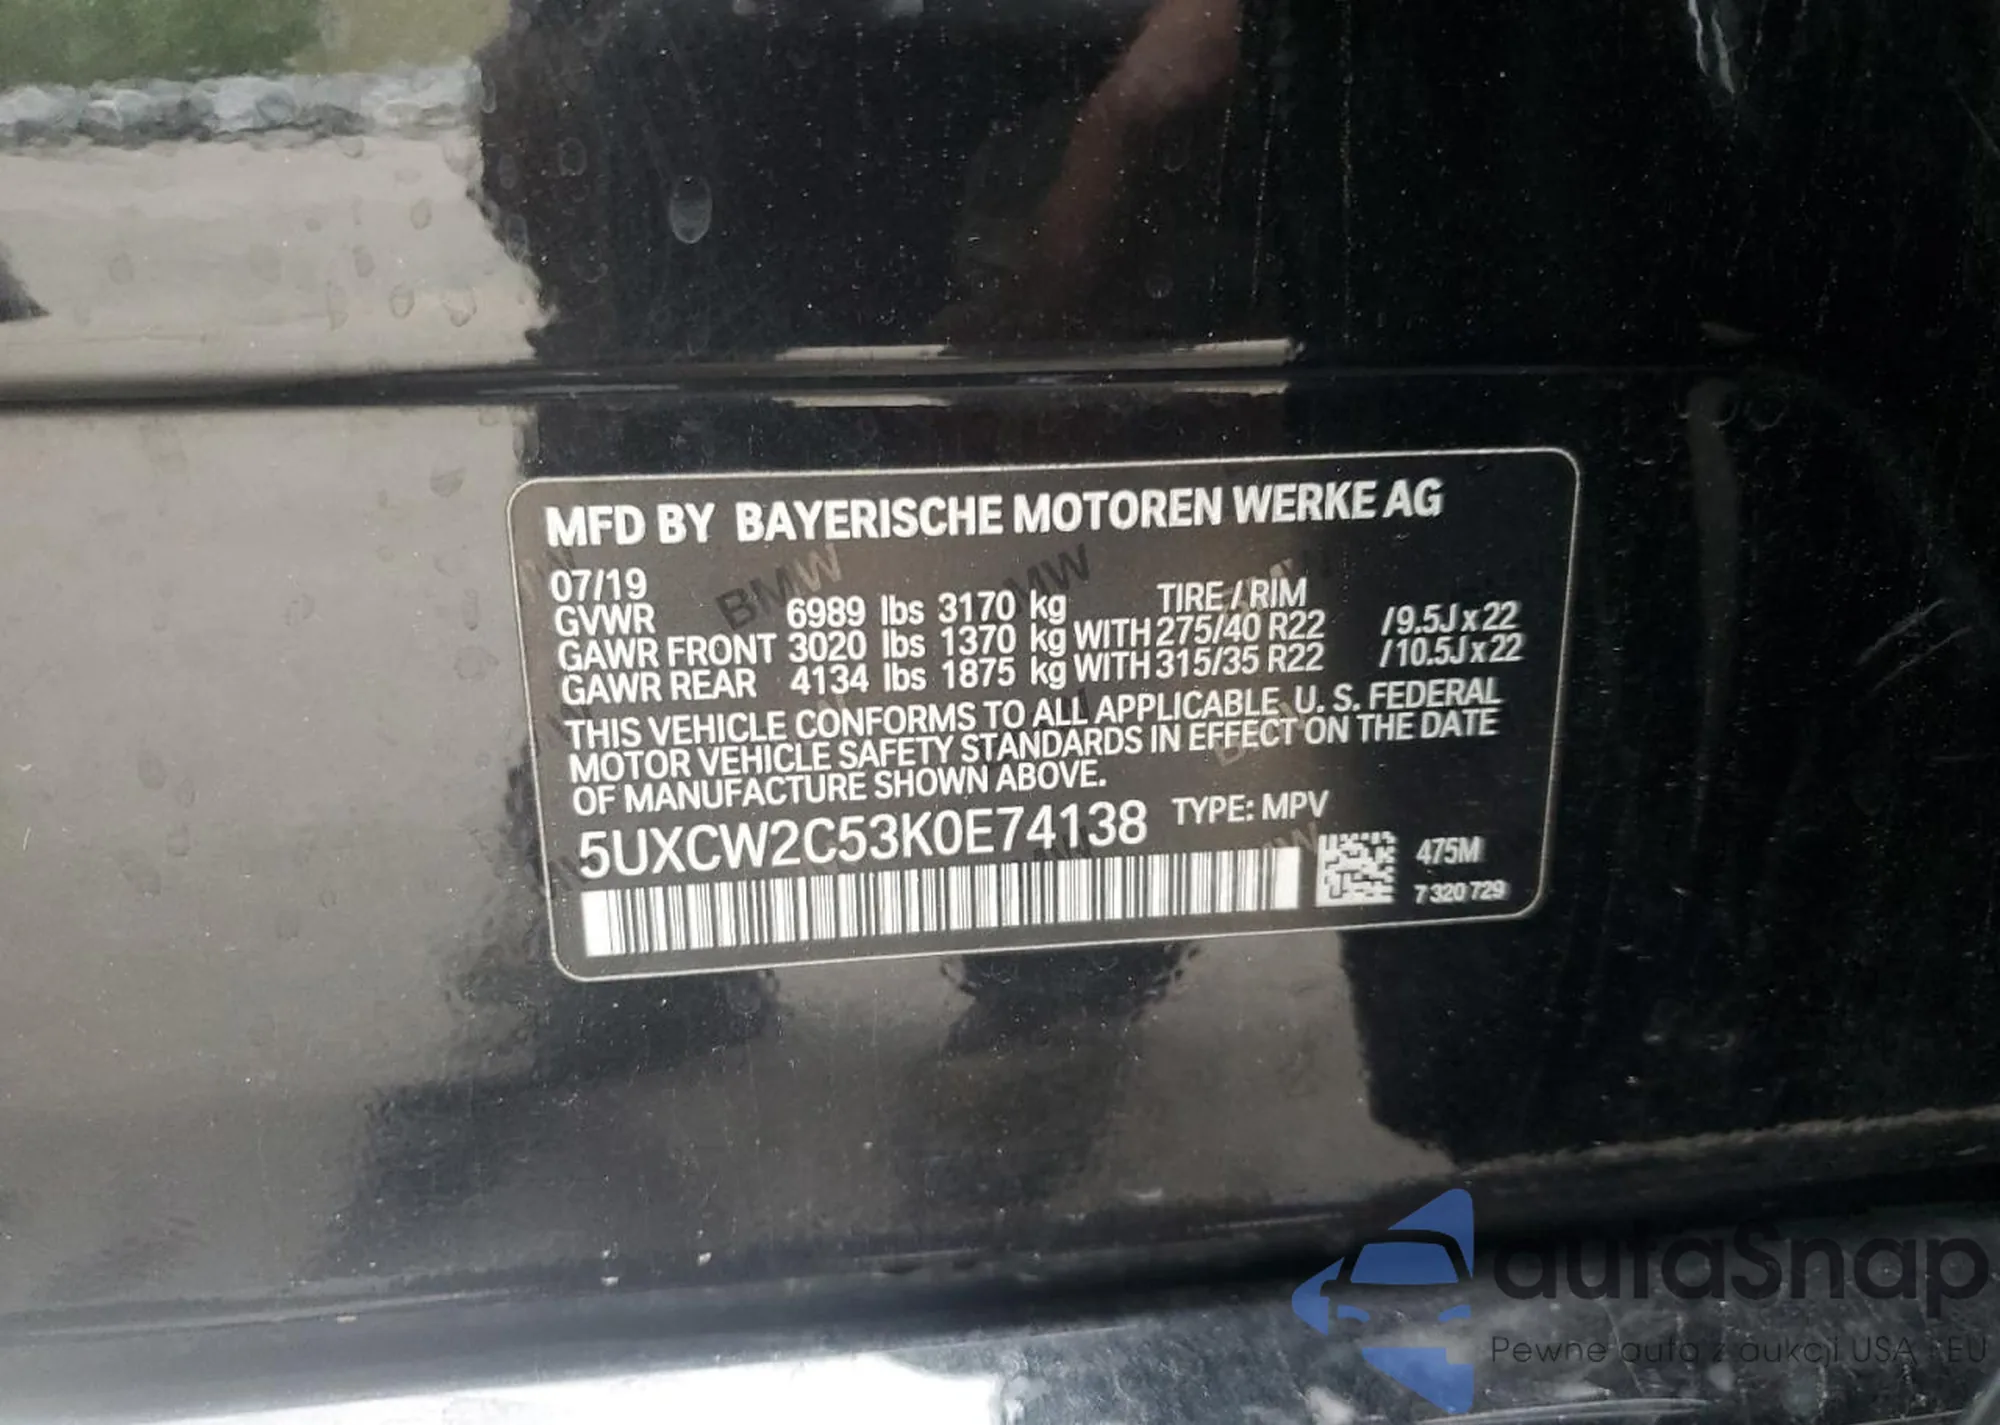 MFD BY BAYERISCHE MOTOREN WERKE AG
07/19 TIRE / RIM
GVWR 6989 lbs 3170 kg
GAWR FRONT 3020 lbs 1370 kg WITH 275/40 R22 /9.5J x 22
GAWR REAR 4134 lbs 1875 kg WITH 315/35 R22 /10.5J x 22
THIS VEHICLE CONFORMS TO ALL APPLICABLE U. S. FEDERAL
MOTOR VEHICLE SAFETY STANDARDS IN EFFECT ON THE DATE
OF MANUFACTURE SHOWN ABOVE.
5UXCW2C53K0E74138 TYPE: MPV
475M
7 320 729
BMW
autaSnap
Pewne auta z aukcji USA i EU